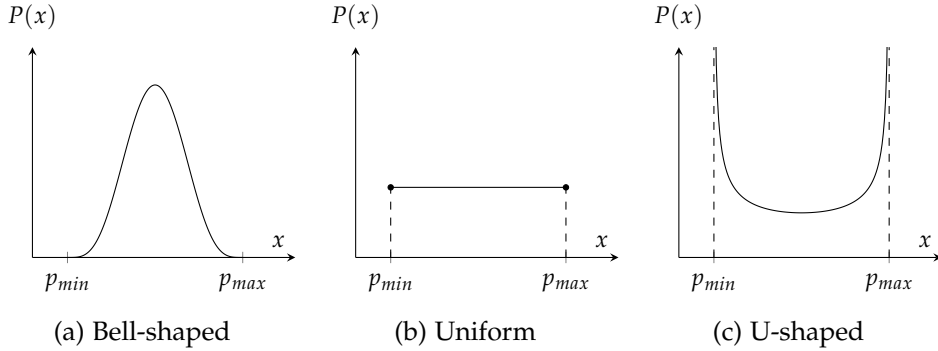 P(x) P(x) P(x)
x x x
p_min p_max p_min p_max p_min p_max
(a) Bell-shaped (b) Uniform (c) U-shaped